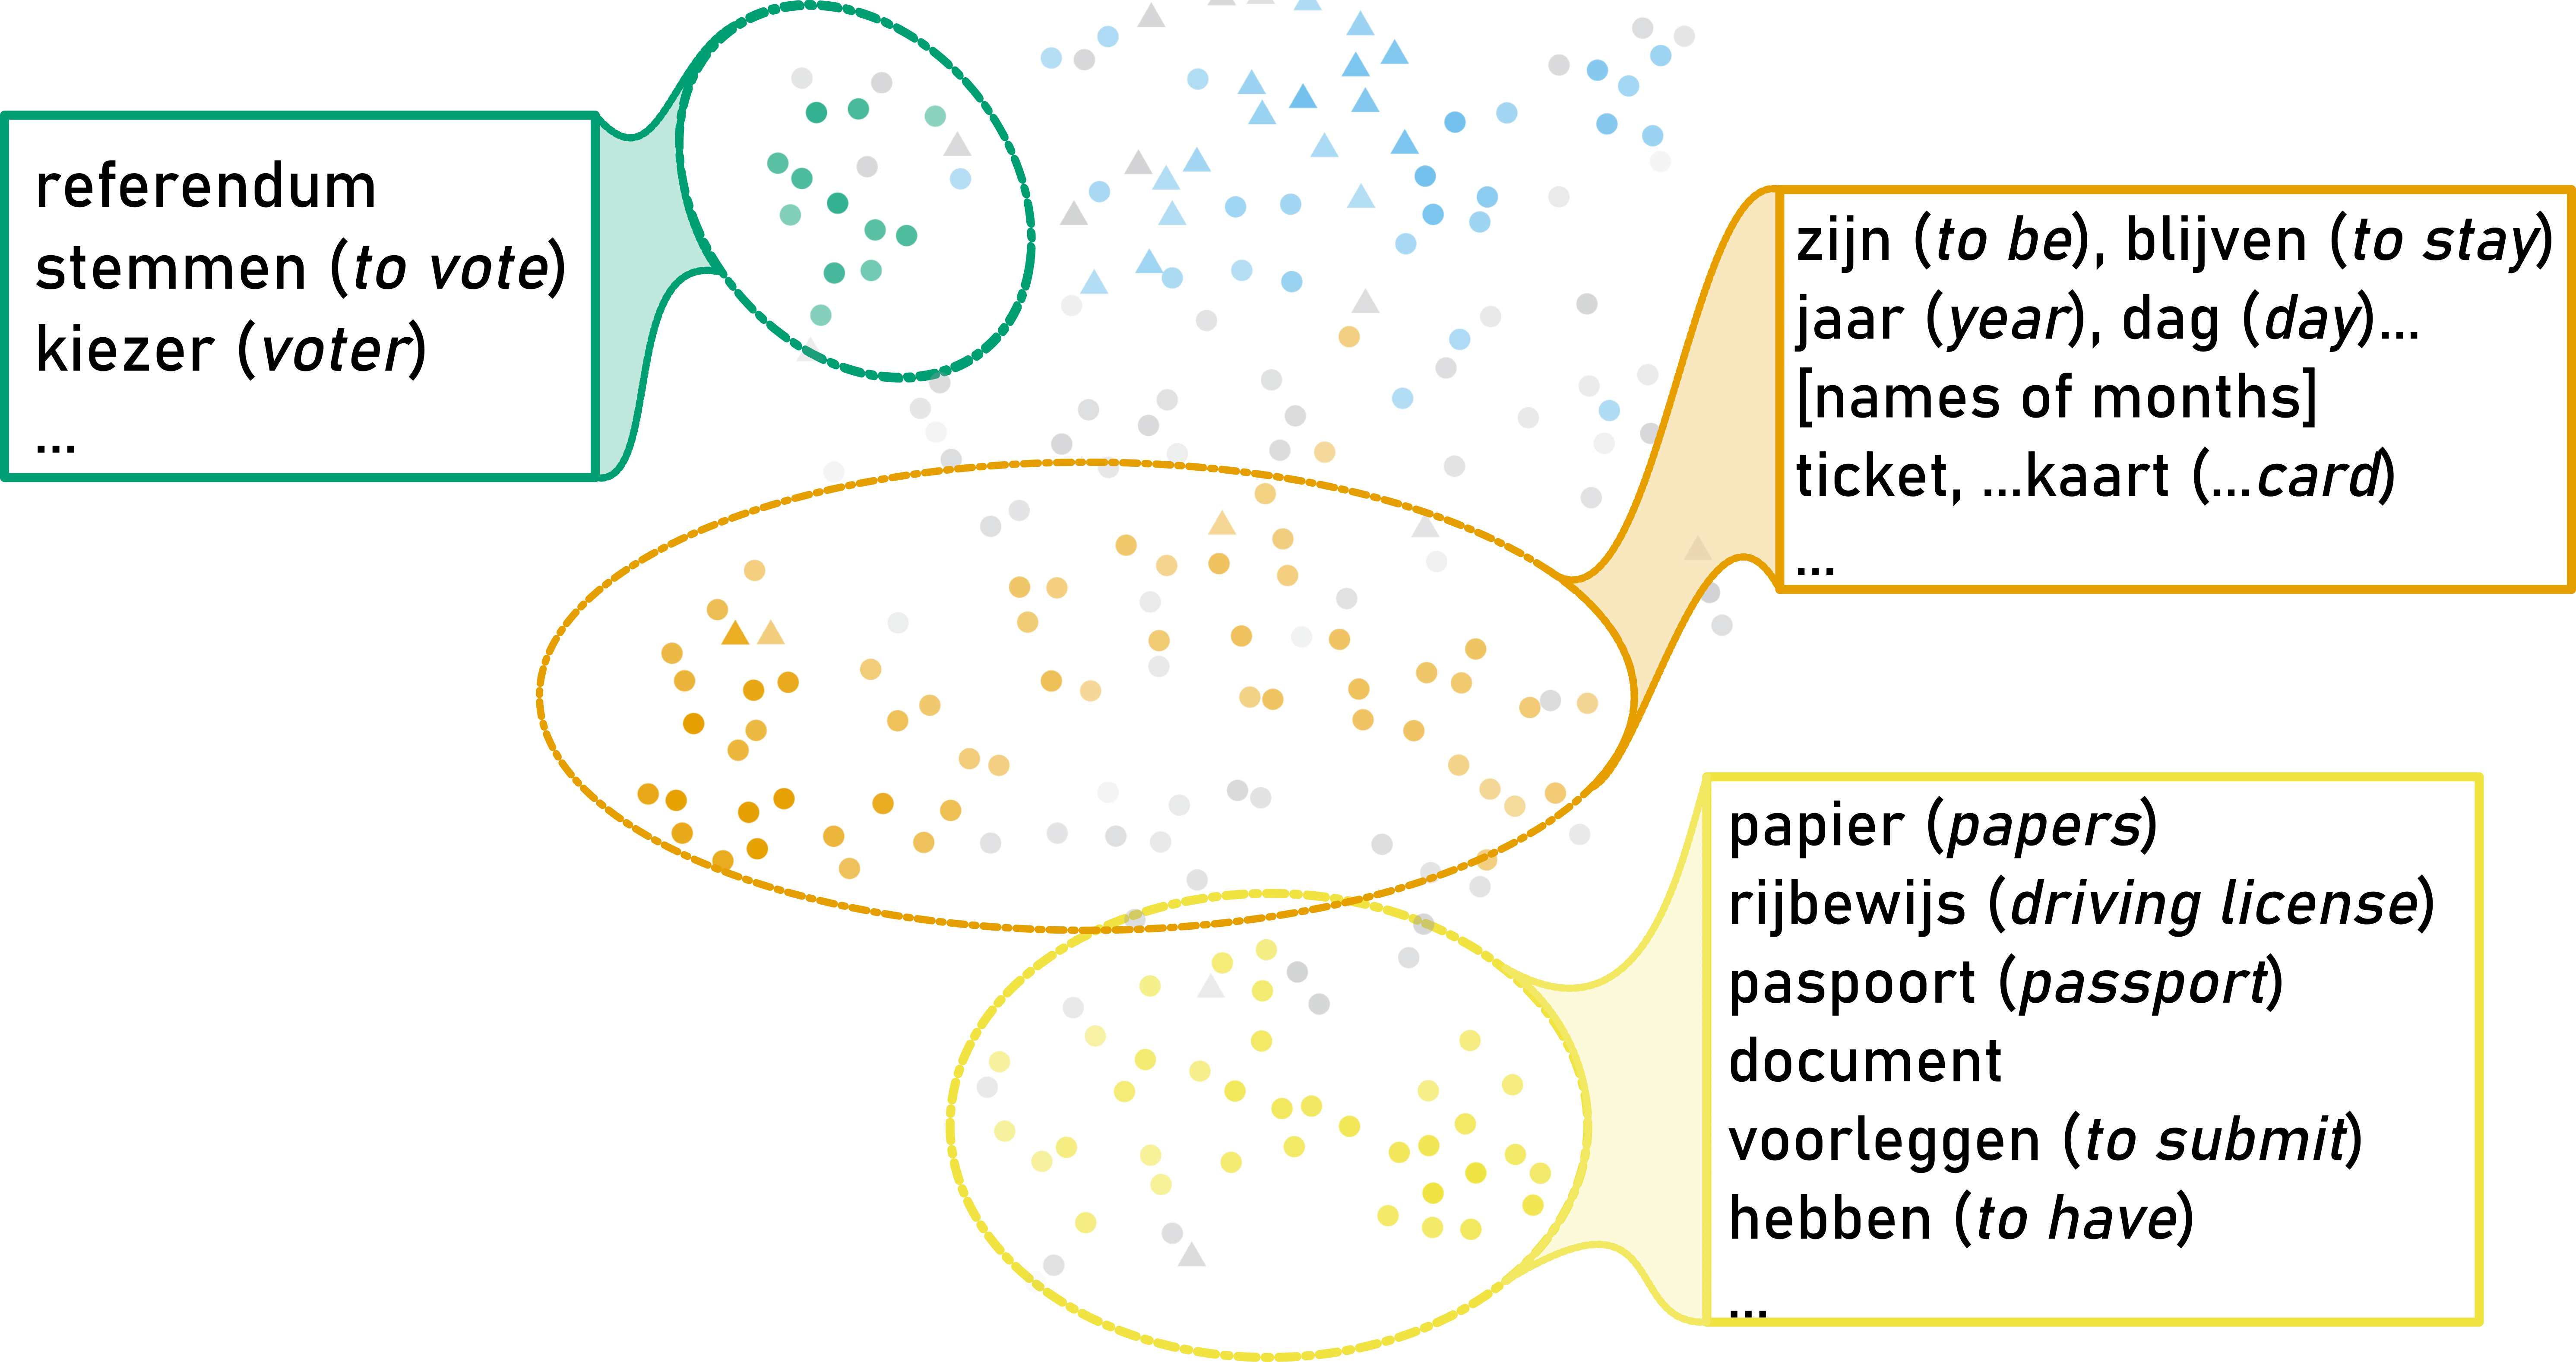 referendum
stemmen (to vote)
kiezer (voter)
...
zijn (to be), blijven (to stay)
jaar (year), dag (day)...
[names of months]
ticket, ...kaart (...card)
...
papier (papers)
rijbewijs (driving license)
paspoort (passport)
document
voorleggen (to submit)
hebben (to have)
...